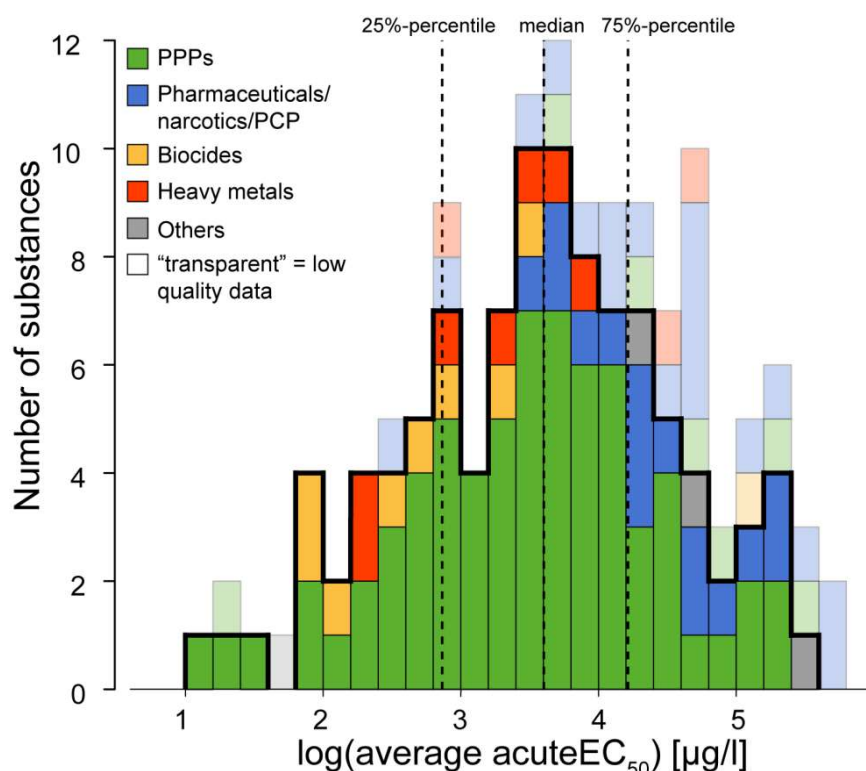 25%-percentile median 75%-percentile
12
10
8
6
4
2
0
Number of substances
PPPs
Pharmaceuticals/
narcotics/PCP
Biocides
Heavy metals
Others
“transparent” = low
quality data
1 2 3 4 5
log(average acuteEC50) [µg/l]